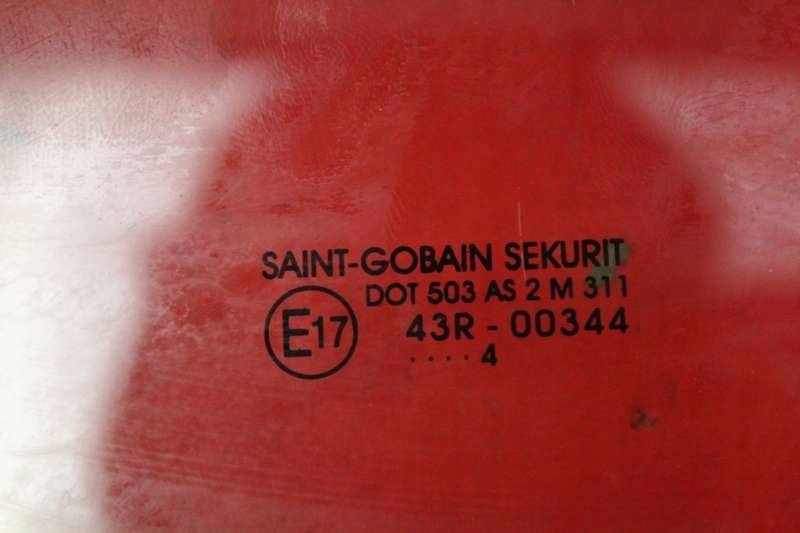 SAINT-GOBAIN SEKURIT
DOT 503 AS 2 M 311
E17
43R - 00344
.... 4